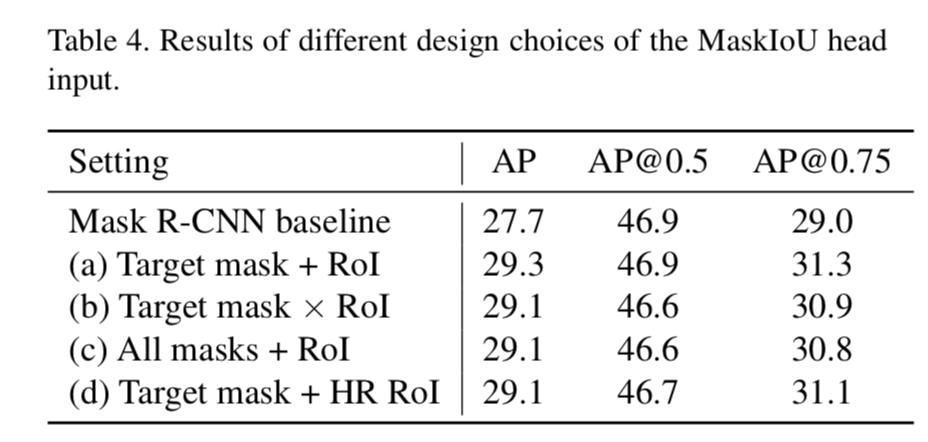 Table 4. Results of different design choices of the MaskIoU head
input.
Setting AP AP@0.5 AP@0.75
Mask R-CNN baseline 27.7 46.9 29.0
(a) Target mask + RoI 29.3 46.9 31.3
(b) Target mask × RoI 29.1 46.6 30.9
(c) All masks + RoI 29.1 46.6 30.8
(d) Target mask + HR RoI 29.1 46.7 31.1